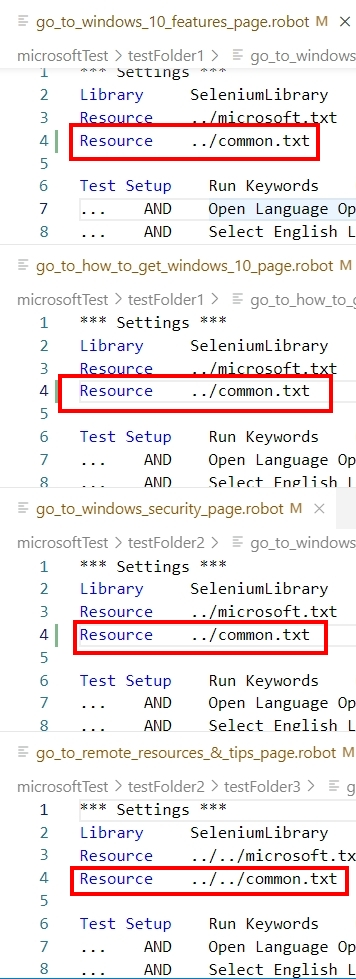 go_to_windows_10_features_page.robot M ×
microsoftTest > testFolder1 > go_to_windows
1 *** Settings ***
2 Library SeleniumLibrary
3 Resource ../microsoft.txt
4 Resource ../common.txt
5
6 Test Setup Run Keywords
7 ... AND Open Language Op
8 ... AND Select English L
go_to_how_to_get_windows_10_page.robot M
microsoftTest > testFolder1 > go_to_how_to_g
1 *** Settings ***
2 Library SeleniumLibrary
3 Resource ../microsoft.txt
4 Resource ../common.txt
5
6 Test Setup Run Keywords
7 ... AND Open Language Op
8 ... AND Select English L
go_to_windows_security_page.robot M ×
microsoftTest > testFolder2 > go_to_windows
1 *** Settings ***
2 Library SeleniumLibrary
3 Resource ../microsoft.txt
4 Resource ../common.txt
5
6 Test Setup Run Keywords
7 ... AND Open Language Op
8 ... AND Select English L
go_to_remote_resources_&_tips_page.robot M
microsoftTest > testFolder2 > testFolder3 > g
1 *** Settings ***
2 Library SeleniumLibrary
3 Resource ../../microsoft.tx
4 Resource ../../common.txt
5
6 Test Setup Run Keywords
7 ... AND Open Language Op
8 ... AND Select English L